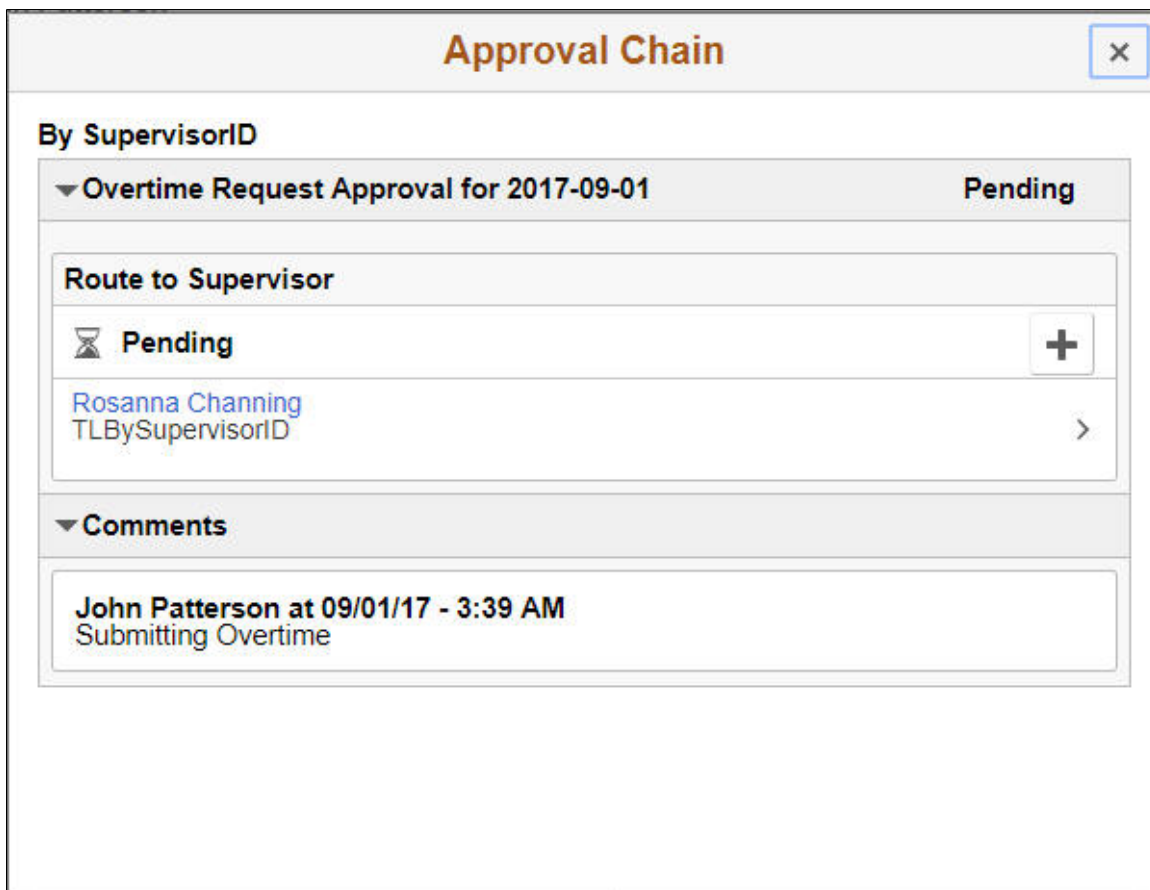 Approval Chain
By SupervisorID
Overtime Request Approval for 2017-09-01 Pending
Route to Supervisor
Pending
Rosanna Channing
TLBySupervisorID
Comments
John Patterson at 09/01/17 - 3:39 AM
Submitting Overtime